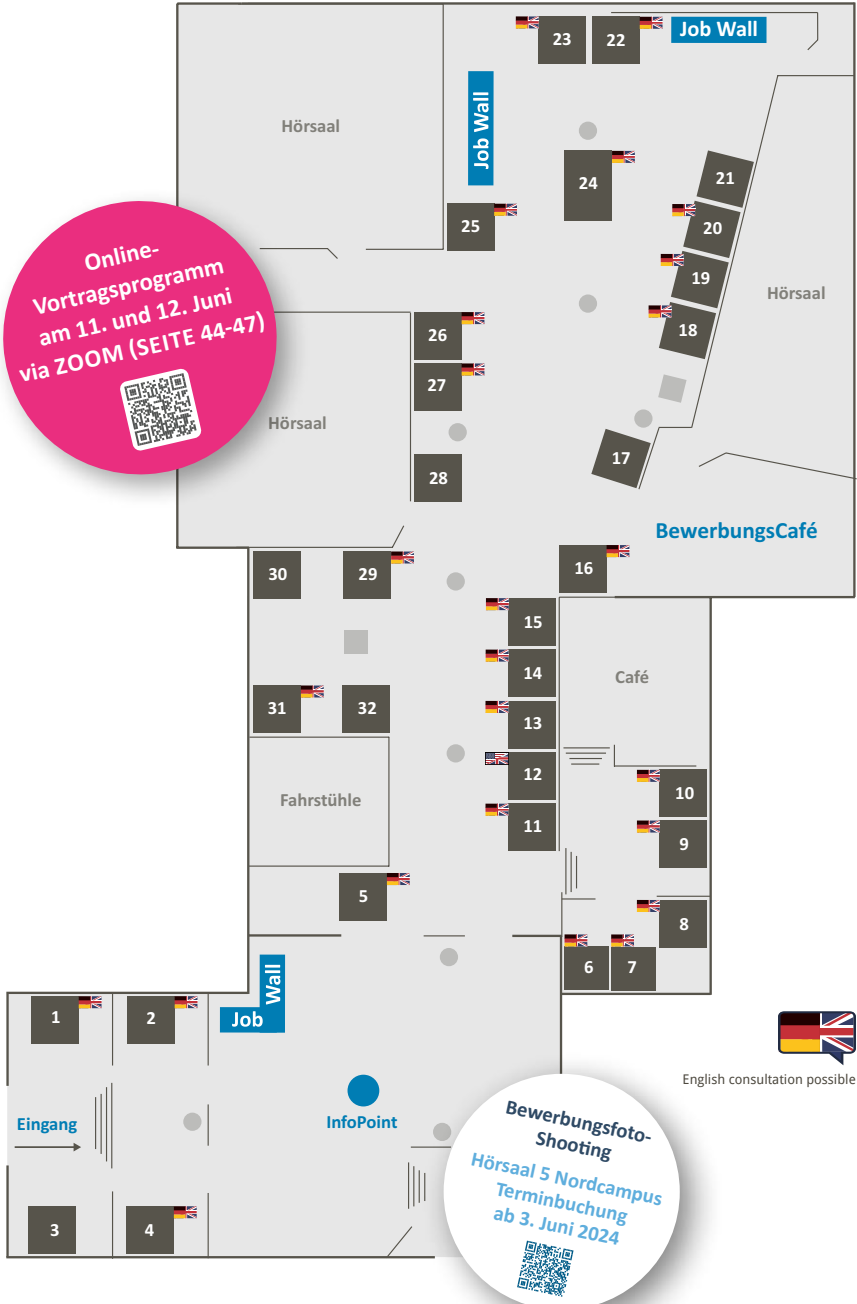 23
22
Job Wall
Job Wall
Hörsaal
24
21
25
20
19
Hörsaal
18
Online-
Vortragsprogramm
am 11. und 12. Juni
via ZOOM (SEITE 44-47)
26
27
Hörsaal
28
17
BewerbungsCafé
30
29
16
15
14
Café
13
31
32
12
Fahrstühle
10
11
9
5
8
6
7
1
2
Job
Wall
English consultation possible
Eingang
InfoPoint
3
4
Bewerbungsfoto-
Shooting
Hörsaal 5 Nordcampus
Terminbuchung
ab 3. Juni 2024